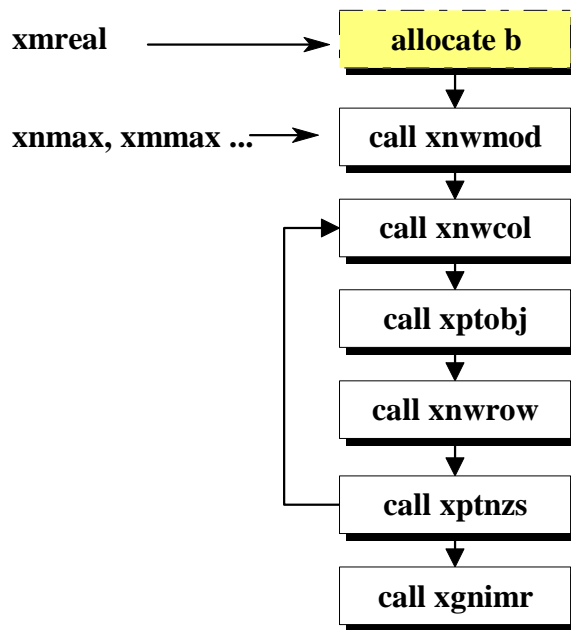 xmreal
allocate b
xnmax, xmmax ...
call xnwmod
call xnwcol
call xptobj
call xnwrow
call xptnzs
call xgnimr